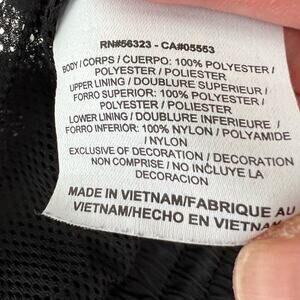 RN#56323 - CA#05553
BODY / CORPS / CUERPO: 100% POLYESTER /
POLYESTER / POLIESTER
UPPER LINING / DOUBLURE SUPERIEUR /
FORRO SUPERIOR: 100% POLYESTER /
POLYESTER / POLIESTER
LOWER LINING / DOUBLURE INFERIEURE /
FORRO INFERIOR: 100% NYLON / POLYAMIDE
/ NYLON
EXCLUSIVE OF DECORATION / DECORATION
NON COMPRISE / NO INCLUYE LA
DECORACION
MADE IN VIETNAM/FABRIQUE AU
VIETNAM/HECHO EN VIETNAM